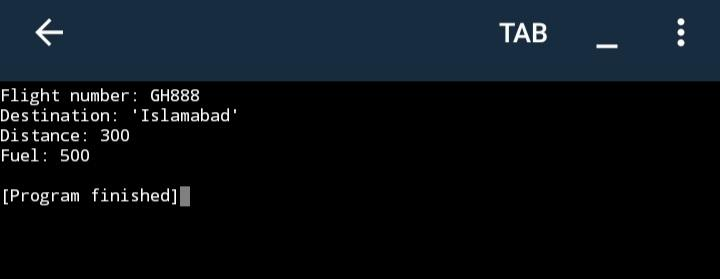 TAB
Flight number: GH888
Destination: 'Islamabad'
Distance: 300
Fuel: 500
[Program finished]